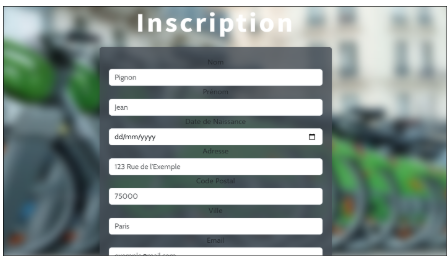 Inscription
Nom
Pignon
Prénom
Jean
Date de Naissance
dd/mm/yyyy
Adresse
123 Rue de l'Exemple
Code Postal
75000
Ville
Paris
Email